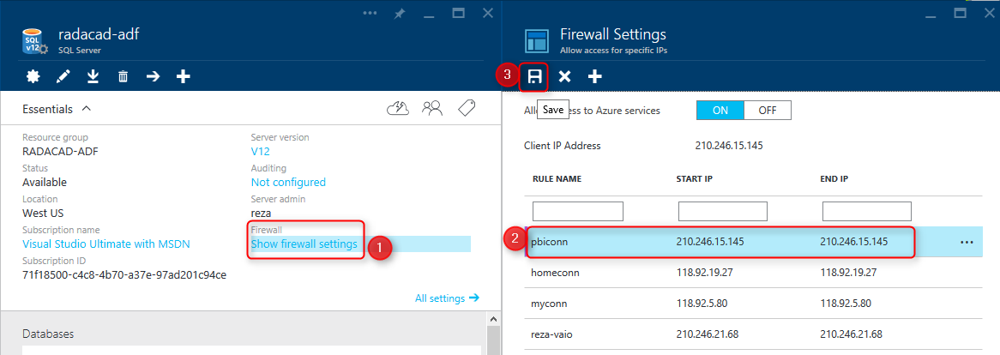 radacad-adf
SQL Server
SQL
v12
Essentials
Resource group
RADACAD-ADF
Status
Available
Location
West US
Subscription name
Visual Studio Ultimate with MSDN
Subscription ID
71f18500-c4c8-4b70-a37e-97ad201c94ce
Server version
V12
Auditing
Not configured
Server admin
reza
Firewall
Show firewall settings
1
All settings
Databases
Firewall Settings
Allow access for specific IPs
3
Save
Allo ess to Azure services ON OFF
Client IP Address 210.246.15.145
RULE NAME START IP END IP
2
pbiconn 210.246.15.145 210.246.15.145 ...
homeconn 118.92.19.27 118.92.19.27
myconn 118.92.5.80 118.92.5.80
reza-vaio 210.246.21.68 210.246.21.68